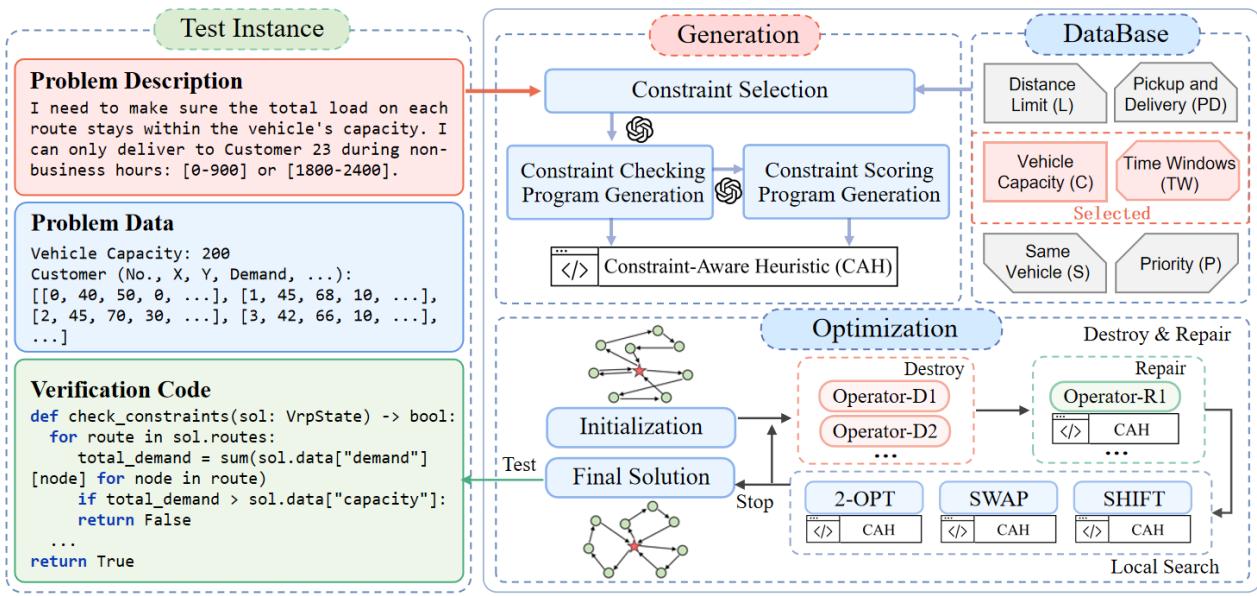 Test Instance
Problem Description
I need to make sure the total load on each
route stays within the vehicle's capacity. I
can only deliver to Customer 23 during non-
business hours: [0-900] or [1800-2400].
Problem Data
Vehicle Capacity: 200
Customer (No., X, Y, Demand, ...):
[[0, 40, 50, 0, ...], [1, 45, 68, 10, ...],
[2, 45, 70, 30, ...], [3, 42, 66, 10, ...],
...]
Verification Code
def check_constraints(sol: VrpState) -> bool:
for route in sol.routes:
total_demand = sum(sol.data["demand"]
[node] for node in route)
if total_demand > sol.data["capacity"]:
return False
...
return True
Generation
Constraint Selection
Constraint Checking
Program Generation
Constraint Scoring
Program Generation
</> Constraint-Aware Heuristic (CAH)
DataBase
Distance
Limit (L)
Pickup and
Delivery (PD)
Vehicle
Capacity (C)
Time Windows
(TW)
Selected
Same
Vehicle (S)
Priority (P)
Optimization
Destroy & Repair
Initialization
Final Solution
Test
Stop
Destroy
Operator-D1
Operator-D2
...
Repair
Operator-R1
</> CAH
...
2-OPT
</> CAH
SWAP
</> CAH
SHIFT
</> CAH
Local Search